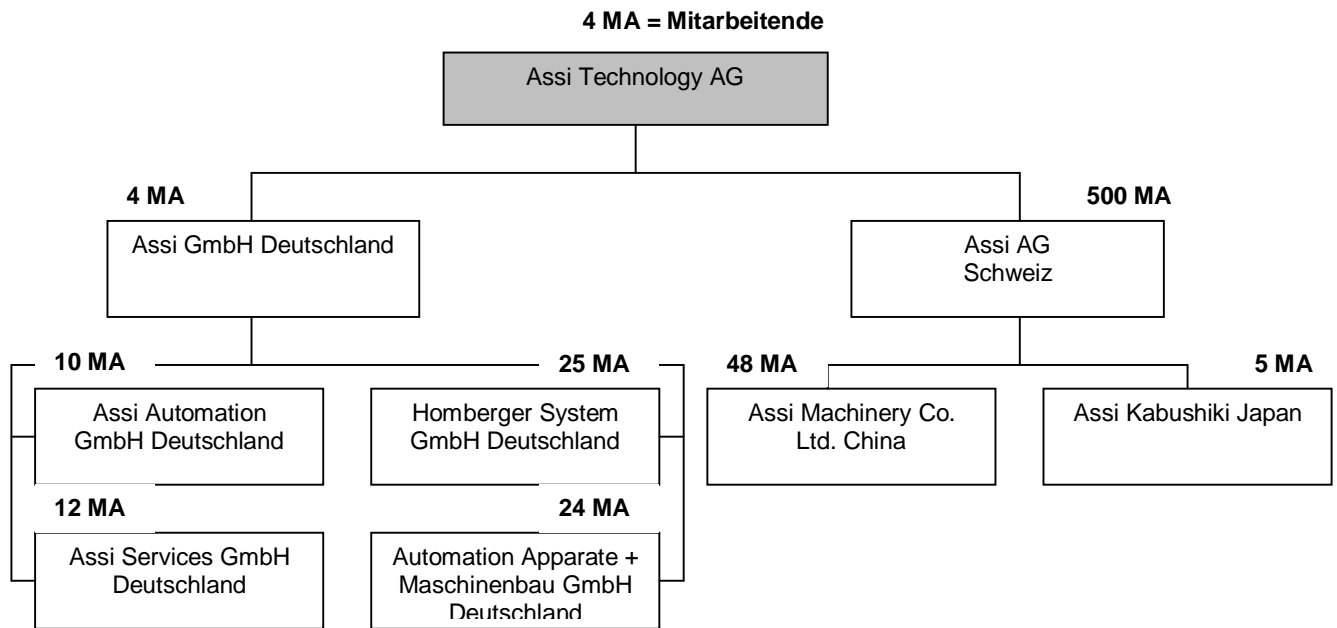 4 MA = Mitarbeitende
Assi Technology AG
4 MA
500 MA
Assi GmbH Deutschland
Assi AG
Schweiz
10 MA
25 MA
48 MA
5 MA
Assi Automation
GmbH Deutschland
Homberger System
GmbH Deutschland
Assi Machinery Co.
Ltd. China
Assi Kabushiki Japan
12 MA
24 MA
Assi Services GmbH
Deutschland
Automation Apparate +
Maschinenbau GmbH
Deutschland